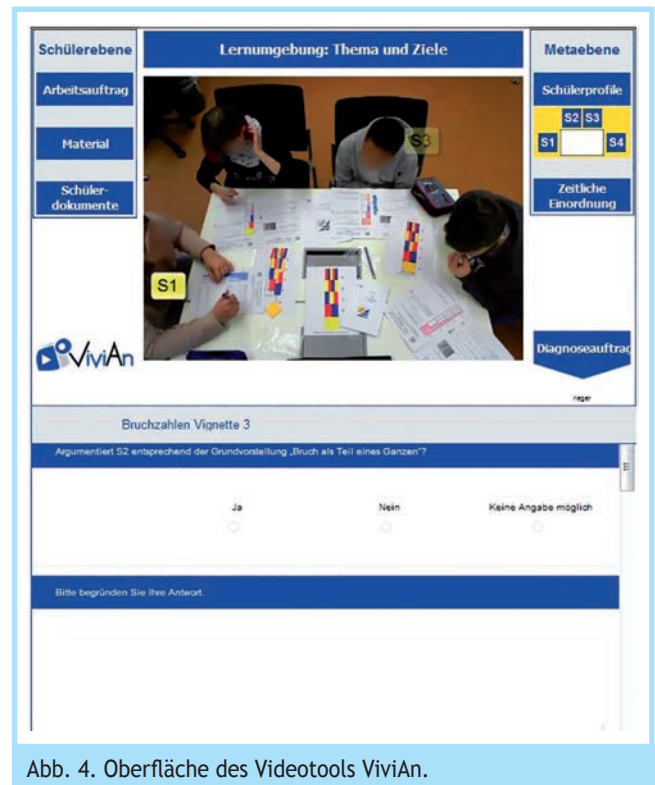 Schülerebene
Lernumgebung: Thema und Ziele
Metaebene
Arbeitsauftrag
Material
Schüler-
dokumente
S3
S1
Schülerprofile
S2 S3
S1 S4
Zeitliche
Einordnung
ViviAn
Diagnoseauftrag
Bruchzahlen Vignette 3
Argumentiert S2 entsprechend der Grundvorstellung „Bruch als Teil eines Ganzen“?
Ja Nein Keine Angabe möglich
Bitte begründen Sie Ihre Antwort.
Abb. 4. Oberfläche des Videotools ViviAn.